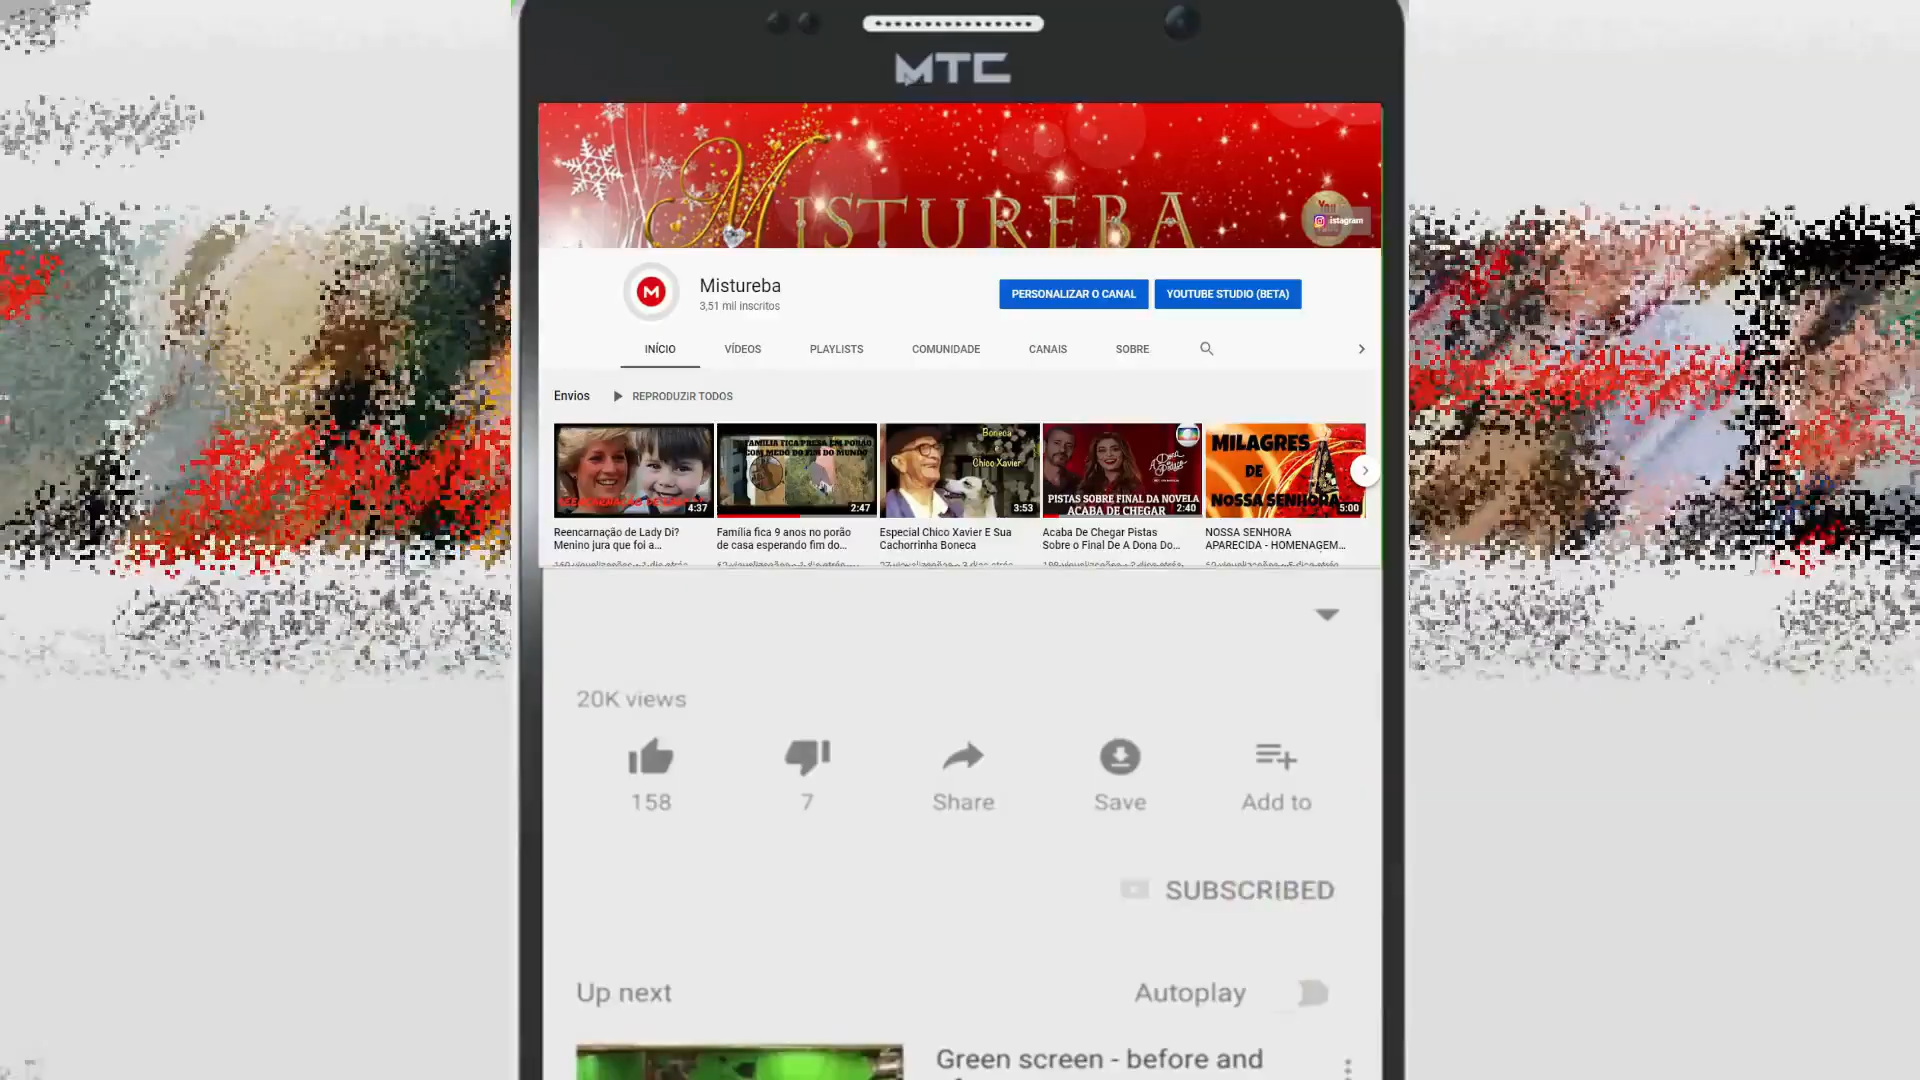 MTC
MISTUREBA
You
istagram
Mistureba
3,51 mil inscritos
PERSONALIZAR O CANAL
YOUTUBE STUDIO (BETA)
INÍCIO
VÍDEOS
PLAYLISTS
COMUNIDADE
CANAIS
SOBRE
Envios
REPRODUZIR TODOS
4:37
FAMILIA FICA PRESA EM PORÃO
COM MEDO DO FIM DO MUNDO
2:47
Boneca
e
Chico Xavier
3:53
A Dona do Pedaço
PISTAS SOBRE FINAL DA NOVELA
ACABA DE CHEGAR
2:40
MILAGRES
DE
NOSSA SENHORA
5:00
Reencarnação de Lady Di?
Menino jura que foi a...
Família fica 9 anos no porão
de casa esperando fim do...
Especial Chico Xavier E Sua
Cachorrinha Boneca
Acaba De Chegar Pistas
Sobre o Final De A Dona Do...
NOSSA SENHORA
APARECIDA - HOMENAGEM...
20K views
158
7
Share
Save
Add to
SUBSCRIBED
Up next
Autoplay
Green screen - before and